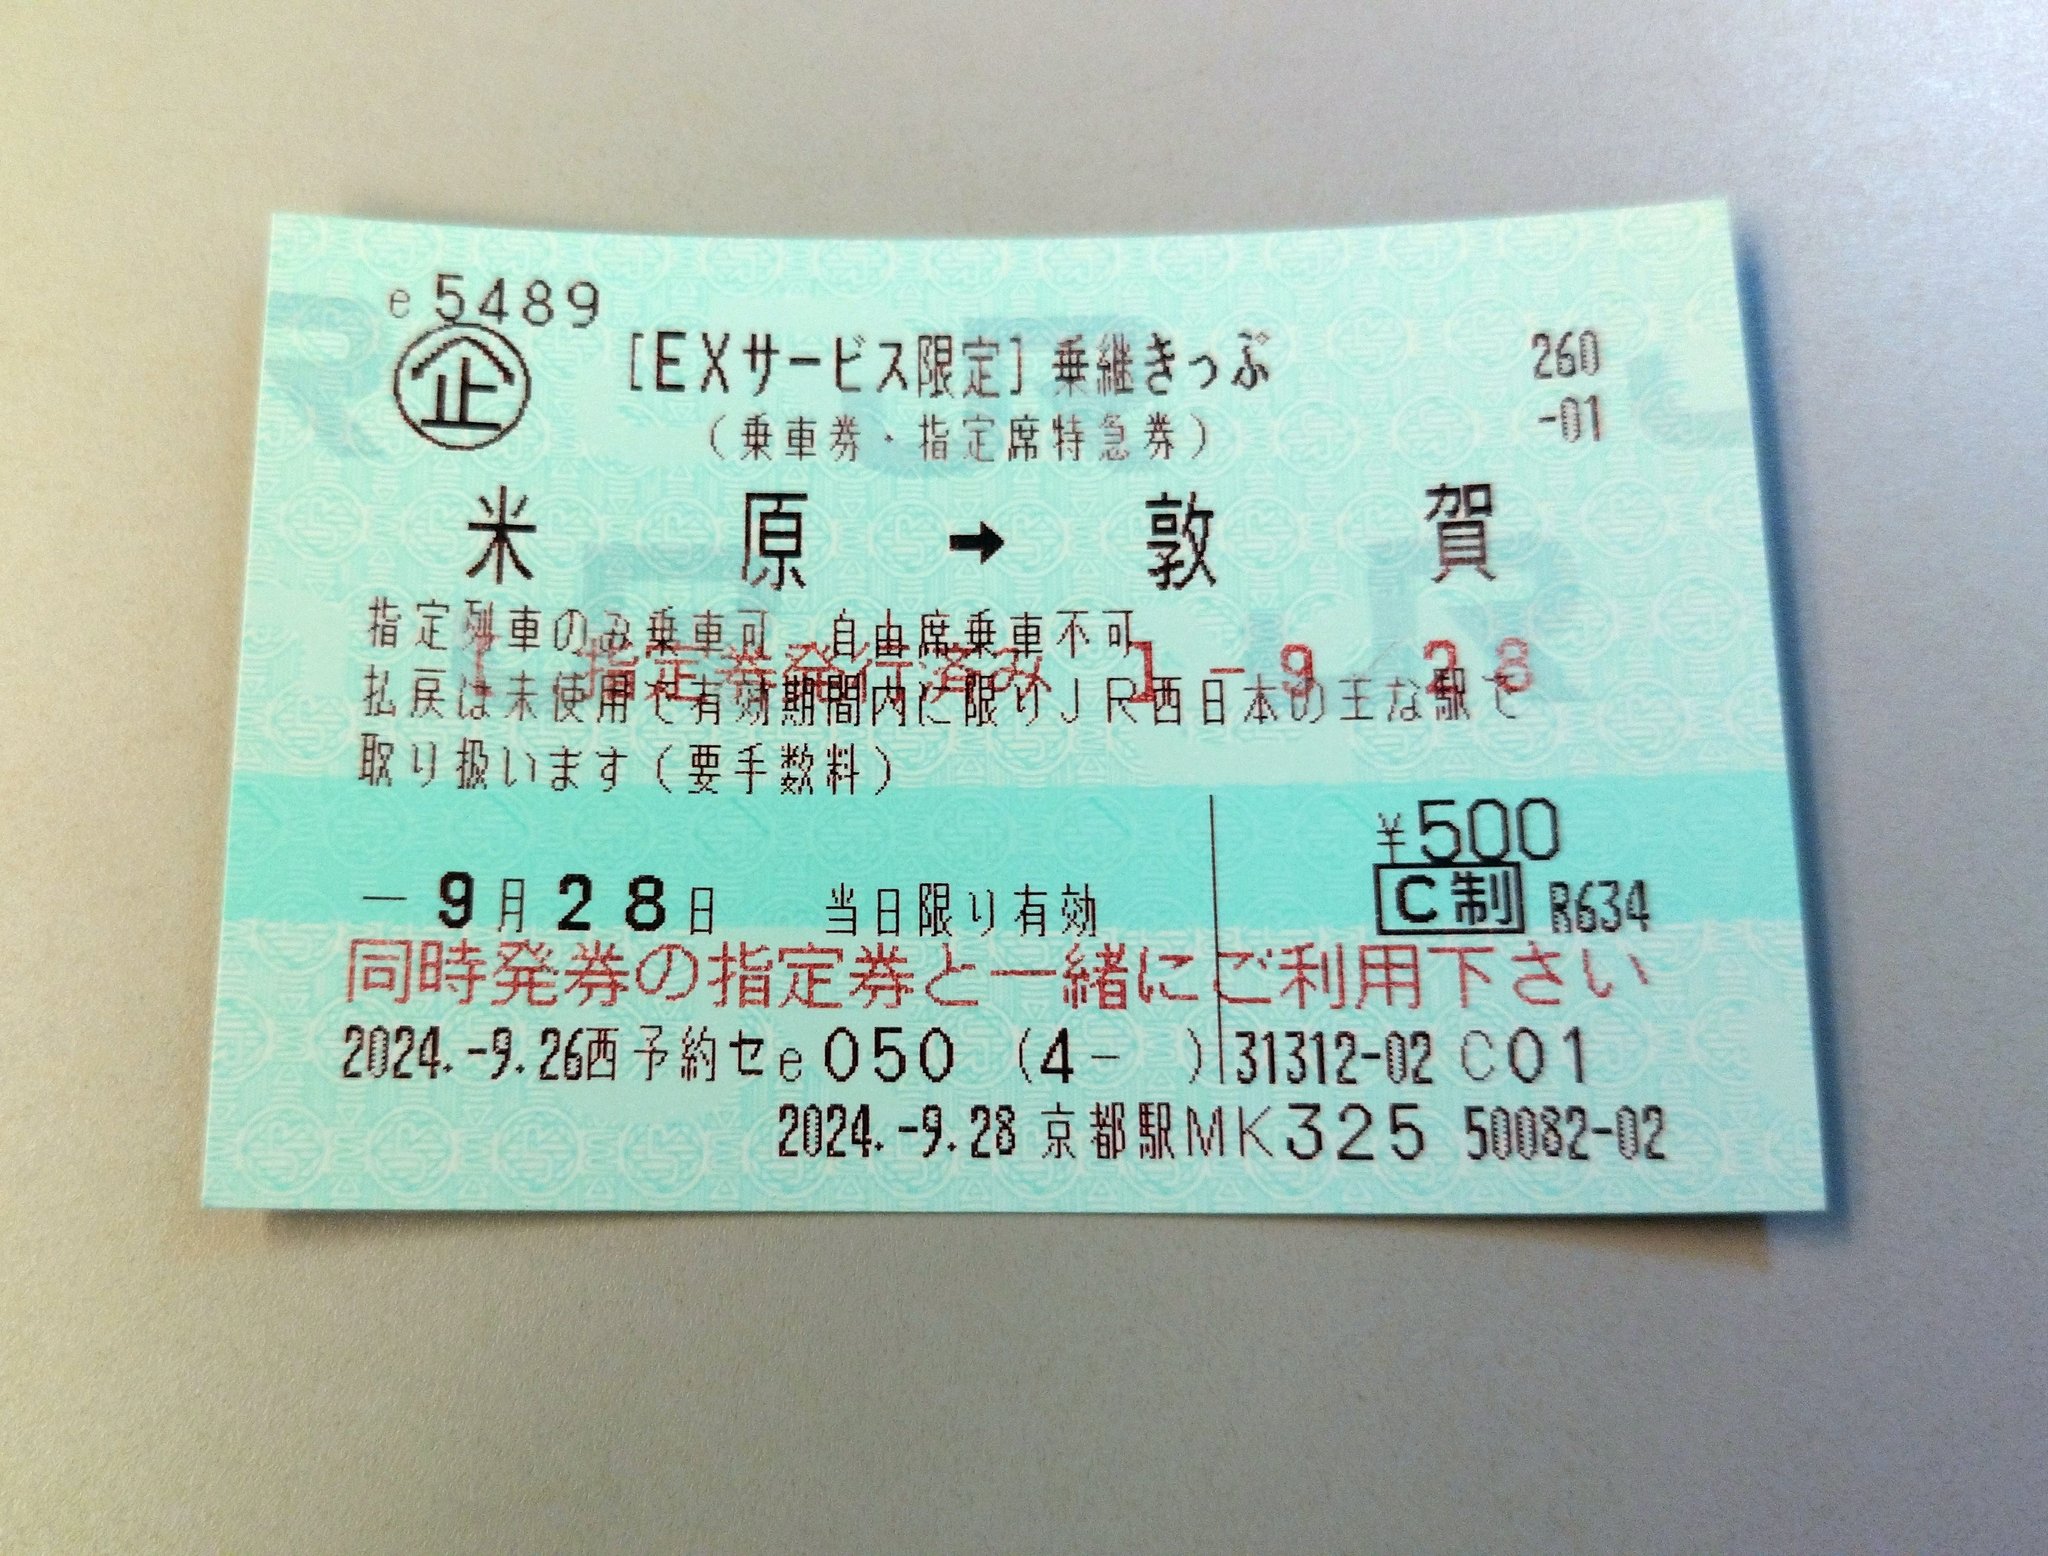 e5489
企 [EXサービス限定]乗継きっぷ 260
(乗車券・指定席特急券) -01
米原➡敦賀
指定列車のみ乗車可 自由席乗車不可
1 指定券発行済み 1-9 28
払戻は未使用で有効期間内に限りJR西日本の主な駅で
取り扱います(要手数料)
¥500
-9月28日 当日限り有効 C制 R634
同時発券の指定券と一緒にご利用下さい
2024.-9.26西予約セe050 (4- ) 31312-02 C01
2024.-9.28 京都駅MK325 50082-02